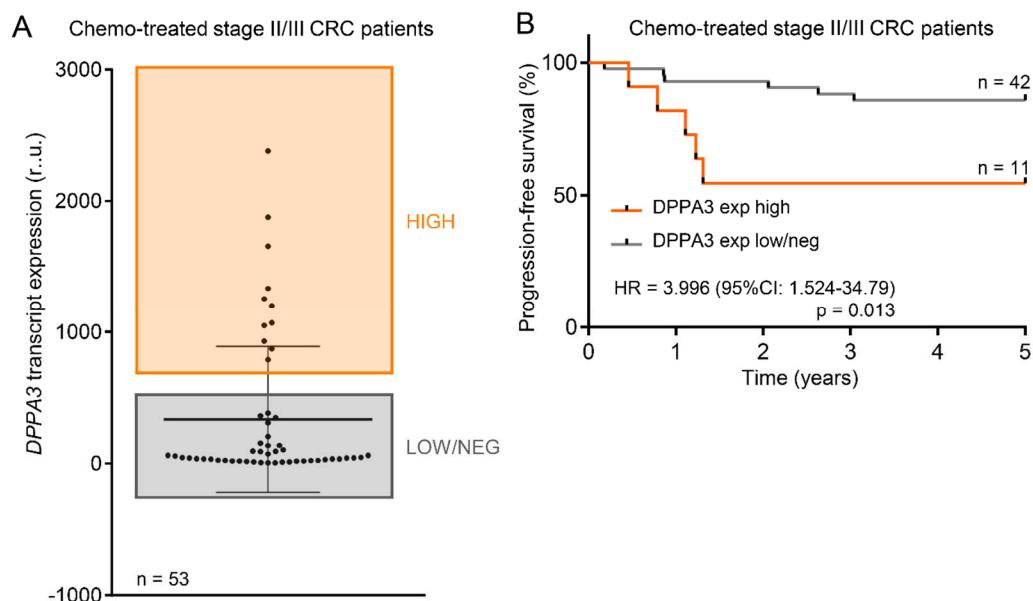 A
Chemo-treated stage II/III CRC patients
DPPA3 transcript expression (r..u.)
3000
2000
1000
0
-1000
HIGH
LOW/NEG
n = 53
B
Chemo-treated stage II/III CRC patients
Progression-free survival (%)
100
50
0
n = 42
n = 11
DPPA3 exp high
DPPA3 exp low/neg
HR = 3.996 (95%CI: 1.524-34.79)
p = 0.013
0 1 2 3 4 5
Time (years)